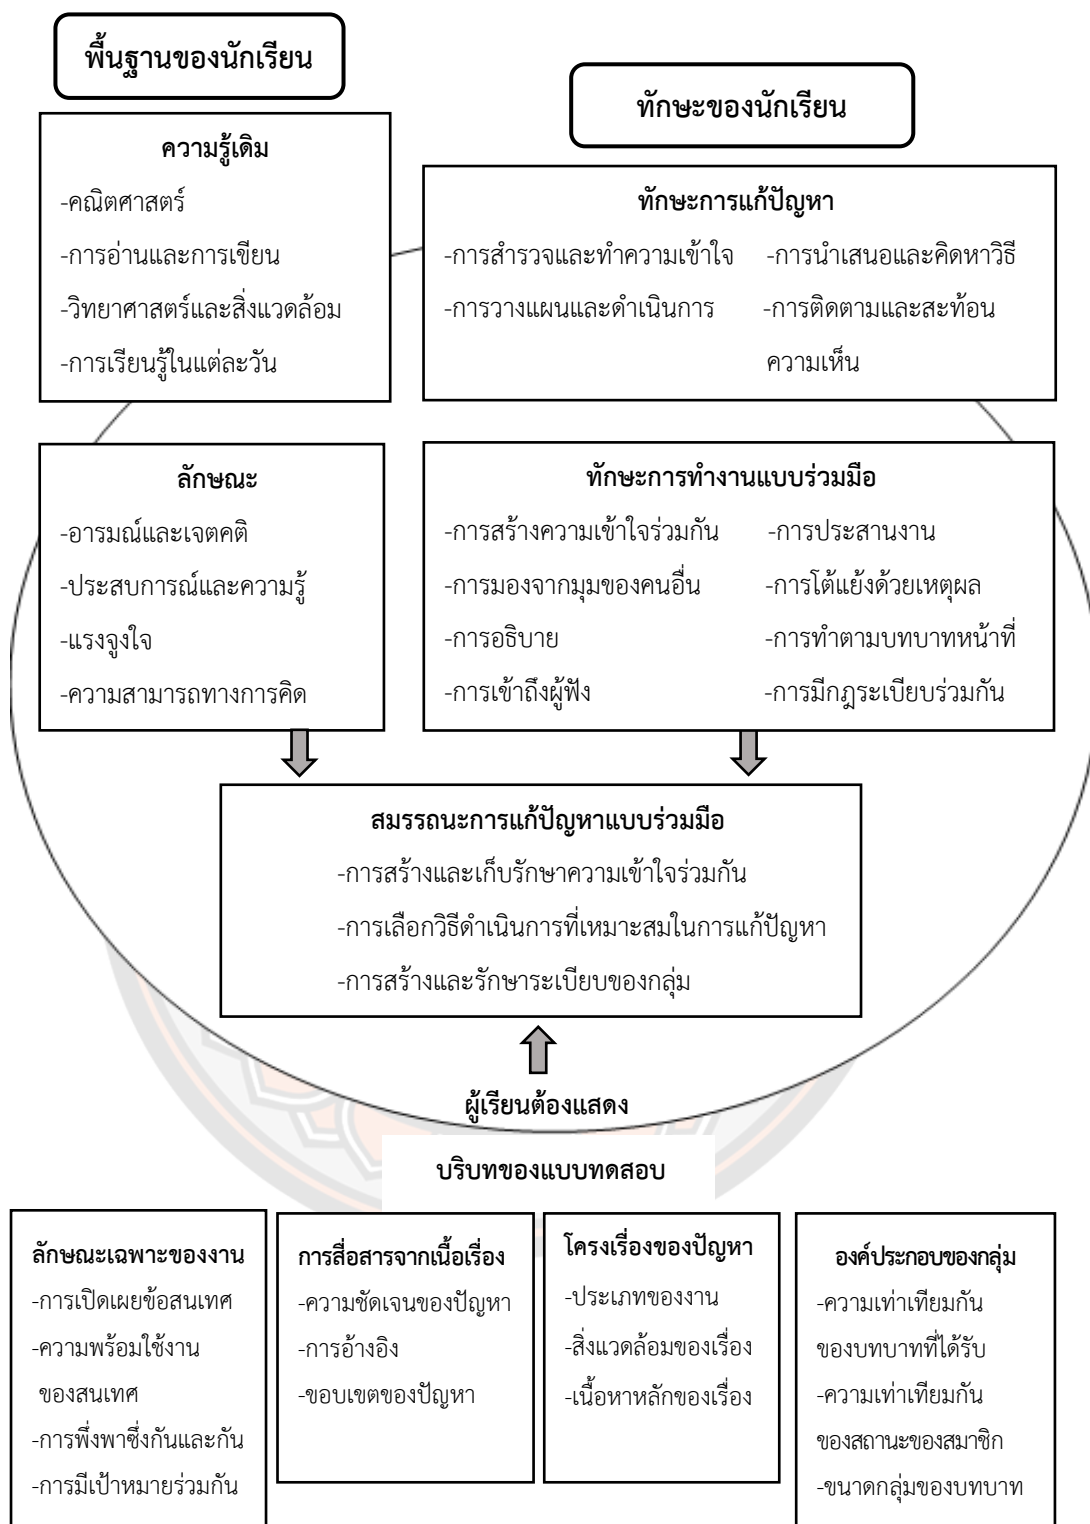 พื้นฐานของนักเรียน
ทักษะของนักเรียน
ความรู้เดิม
-คณิตศาสตร์
-การอ่านและการเขียน
-วิทยาศาสตร์และสิ่งแวดล้อม
-การเรียนรู้ในแต่ละวัน
ทักษะการแก้ปัญหา
-การสำรวจและทำความเข้าใจ -การนำเสนอและคิดหาวิธี
-การวางแผนและดำเนินการ -การติดตามและสะท้อน
ความเห็น
ลักษณะ
-อารมณ์และเจตคติ
-ประสบการณ์และความรู้
-แรงจูงใจ
-ความสามารถทางการคิด
ทักษะการทำงานแบบร่วมมือ
-การสร้างความเข้าใจร่วมกัน -การประสานงาน
-การมองจากมุมของคนอื่น -การโต้แย้งด้วยเหตุผล
-การอธิบาย -การทำตามบทบาทหน้าที่
-การเข้าถึงผู้ฟัง -การมีกฎระเบียบร่วมกัน
สมรรถนะการแก้ปัญหาแบบร่วมมือ
-การสร้างและเก็บรักษาความเข้าใจร่วมกัน
-การเลือกวิธีดำเนินการที่เหมาะสมในการแก้ปัญหา
-การสร้างและรักษาระเบียบของกลุ่ม
ผู้เรียนต้องแสดง
บริบทของแบบทดสอบ
ลักษณะเฉพาะของงาน
-การเปิดเผยข้อสนเทศ
-ความพร้อมใช้งาน
ของสนเทศ
-การพึ่งพาซึ่งกันและกัน
-การมีเป้าหมายร่วมกัน
การสื่อสารจากเนื้อเรื่อง
-ความชัดเจนของปัญหา
-การอ้างอิง
-ขอบเขตของปัญหา
โครงเรื่องของปัญหา
-ประเภทของงาน
-สิ่งแวดล้อมของเรื่อง
-เนื้อหาหลักของเรื่อง
องค์ประกอบของกลุ่ม
-ความเท่าเทียมกัน
ของบทบาทที่ได้รับ
-ความเท่าเทียมกัน
ของสถานะของสมาชิก
-ขนาดกลุ่มของบทบาท